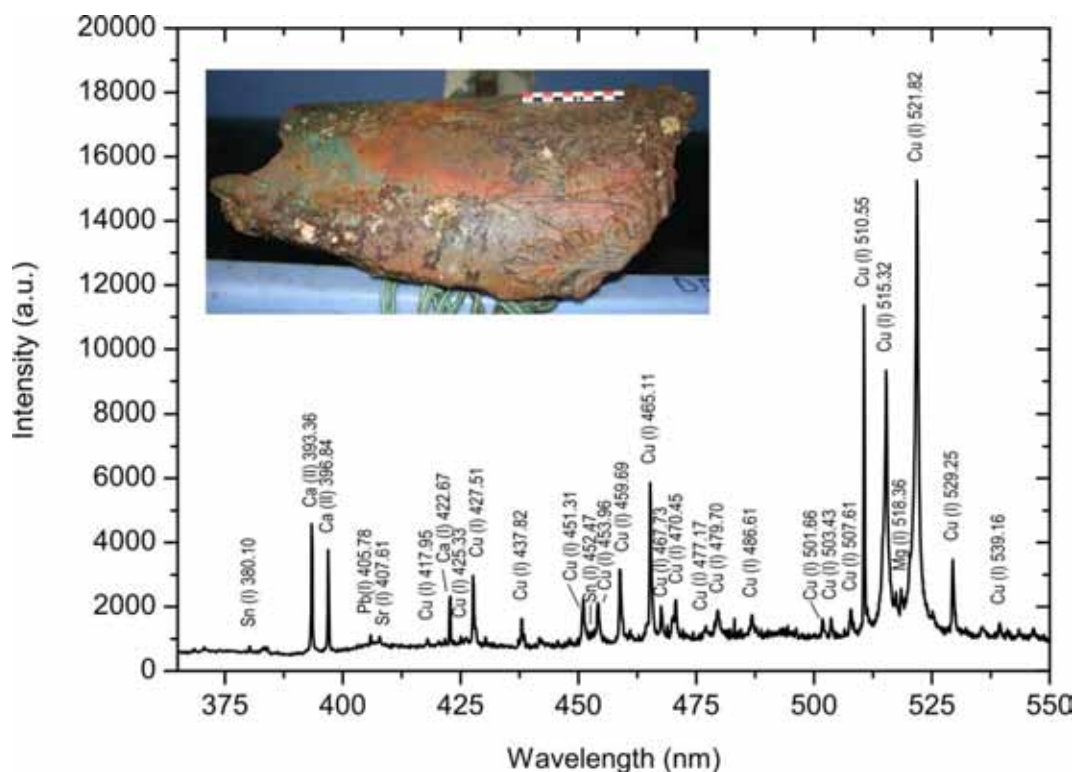 20000
18000
16000
14000
12000
10000
8000
6000
4000
2000
0
Intensity (a.u.)
Sn (I) 380.10
Ca (II) 393.36
Ca (II) 396.84
Pb(I) 405.78
Sr (I) 407.61
Cu (I) 417.95
Ca (I) 422.67
Cu (I) 425.33
Cu (I) 427.51
Cu (I) 437.82
Cu (I) 451.31
Sn (II) 452.47
Cu (I) 453.96
Cu (I) 459.69
Cu (I) 465.11
Cu (I) 467.73
Cu (I) 470.45
Cu (I) 477.17
Cu (I) 479.70
Cu (I) 486.61
Cu (I) 501.66
Cu (I) 503.43
Cu (I) 507.61
Cu (I) 510.55
Cu (I) 515.32
Mg (I) 518.36
Cu (I) 521.82
Cu (I) 529.25
Cu (I) 539.16
375
400
425
450
475
500
525
550
Wavelength (nm)